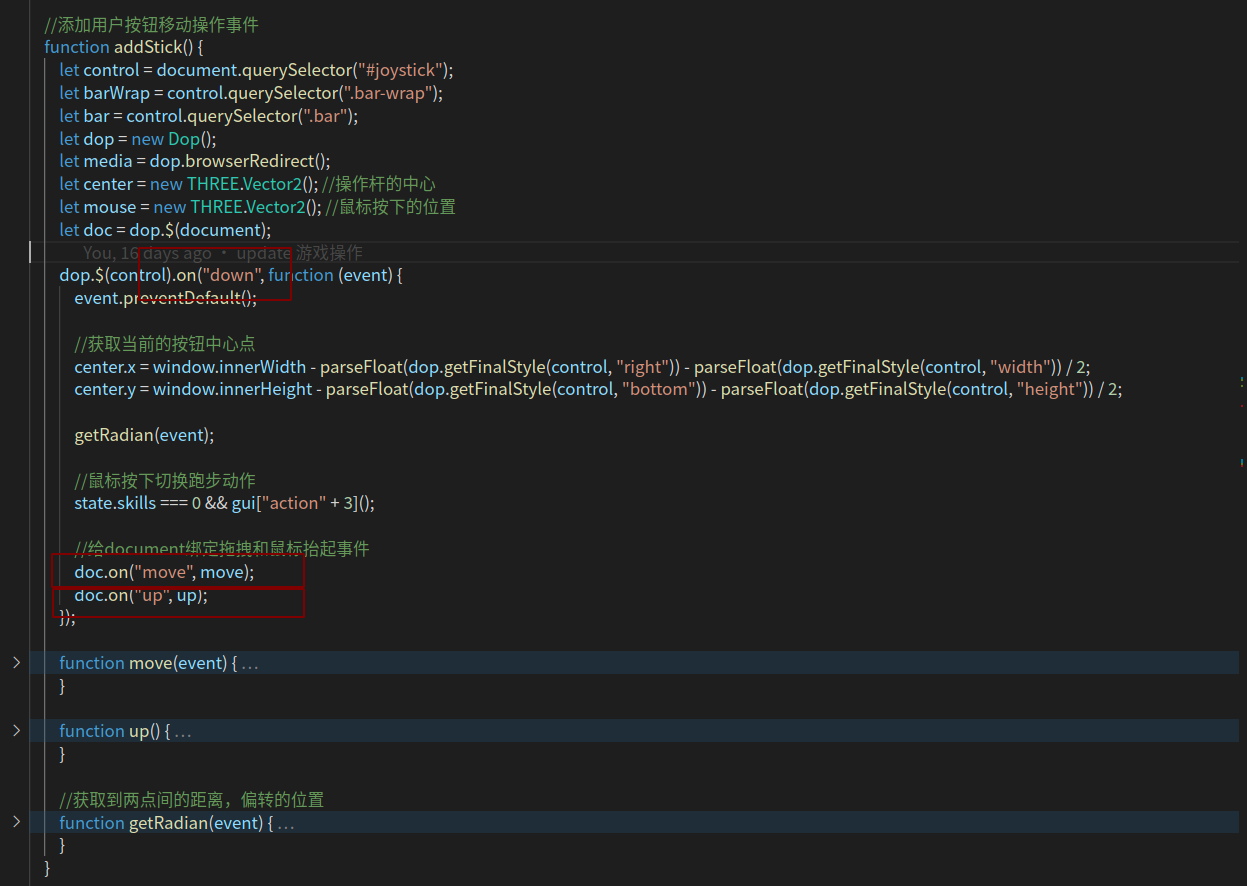 //添加用户按钮移动操作事件
function addStick() {
let control = document.querySelector("#joystick");
let barWrap = control.querySelector(".bar-wrap");
let bar = control.querySelector(".bar");
let dop = new Dop();
let media = dop.browserRedirect();
let center = new THREE.Vector2(); //操作杆的中心
let mouse = new THREE.Vector2(); //鼠标按下的位置
let doc = dop.$(document);
You, 16 days ago • update 游戏操作
dop.$(control).on("down", function (event) {
event.preventDefault();
//获取当前的按钮中心点
center.x = window.innerWidth - parseFloat(dop.getFinalStyle(control, "right")) - parseFloat(dop.getFinalStyle(control, "width")) / 2;
center.y = window.innerHeight - parseFloat(dop.getFinalStyle(control, "bottom")) - parseFloat(dop.getFinalStyle(control, "height")) / 2;
getRadian(event);
//鼠标按下切换跑步动作
state.skills === 0 && gui["action" + 3]();
//给document绑定拖拽和鼠标抬起事件
doc.on("move", move);
doc.on("up", up);
});
function move(event) { ...
}
function up() { ...
}
//获取到两点间的距离，偏转的位置
function getRadian(event) { ...
}
}